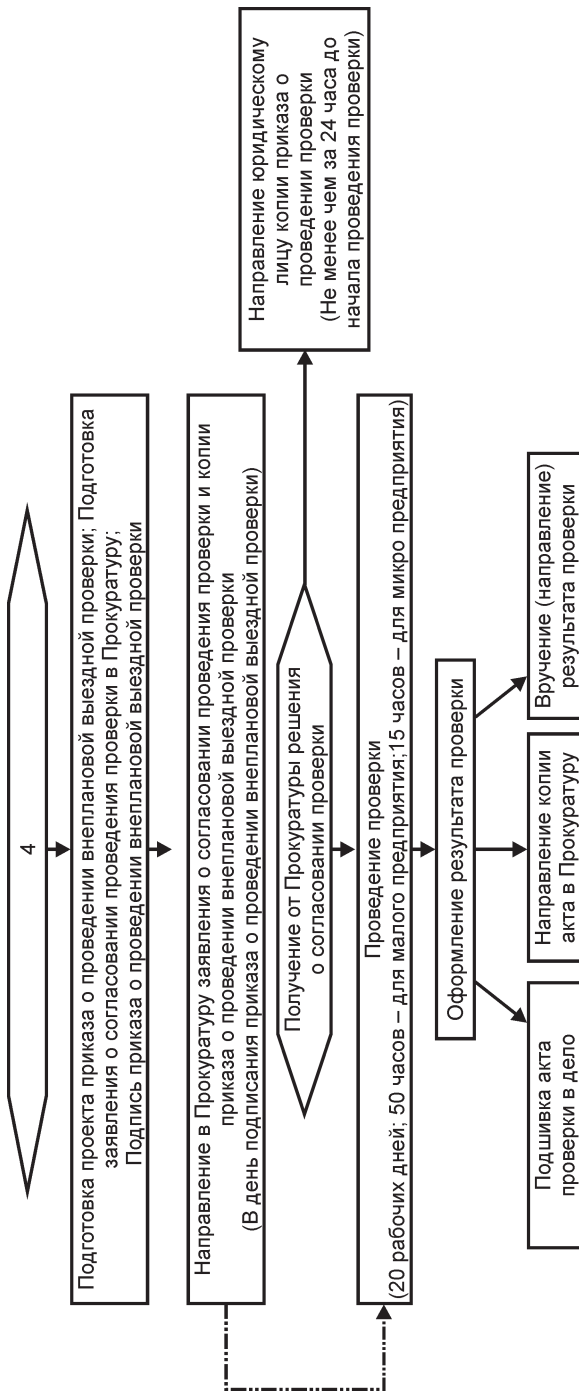 4
Подготовка проекта приказа о проведении внеплановой выездной проверки; Подготовка
заявления о согласовании проведения проверки в Прокуратуру;
Подпись приказа о проведении внеплановой выездной проверки
Направление в Прокуратуру заявления о согласовании проведения проверки и копии
приказа о проведении внеплановой выездной проверки
(В день подписания приказа о проведении внеплановой выездной проверки)
Получение от Прокуратуры решения
о согласовании проверки
Направление юридическому
лицу копии приказа о
проведении проверки
(Не менее чем за 24 часа до
начала проведения проверки)
Проведение проверки
(20 рабочих дней; 50 часов – для малого предприятия;15 часов – для микро предприятия)
Оформление результата проверки
Подшивка акта
проверки в дело
Направление копии
акта в Прокуратуру
Вручение (направление)
результата проверки